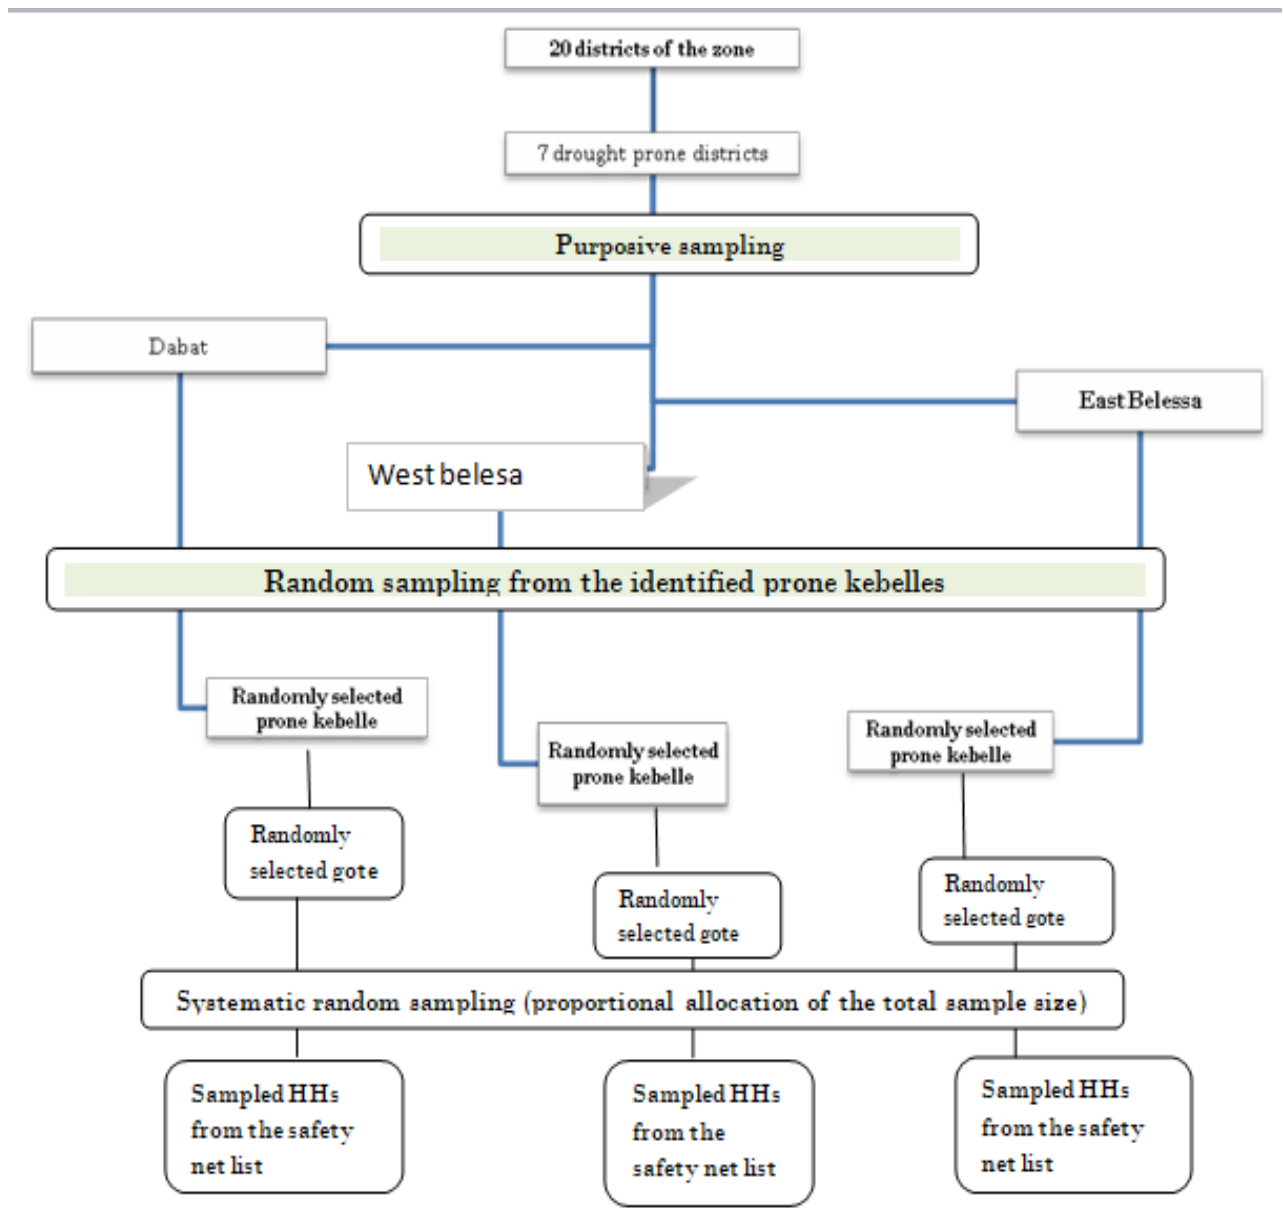 20 districts of the zone
7 drought prone districts
Purposive sampling
Dabat
East Belessa
West belesa
Random sampling from the identified prone kebelles
Randomly selected
prone kebelle
Randomly selected
prone kebelle
Randomly selected
prone kebelle
Randomly
selected gote
Randomly
selected gote
Randomly
selected gote
Systematic random sampling (proportional allocation of the total sample size)
Sampled HHs
from the safety
net list
Sampled HHs
from the
safety net list
Sampled HHs
from the safety
net list